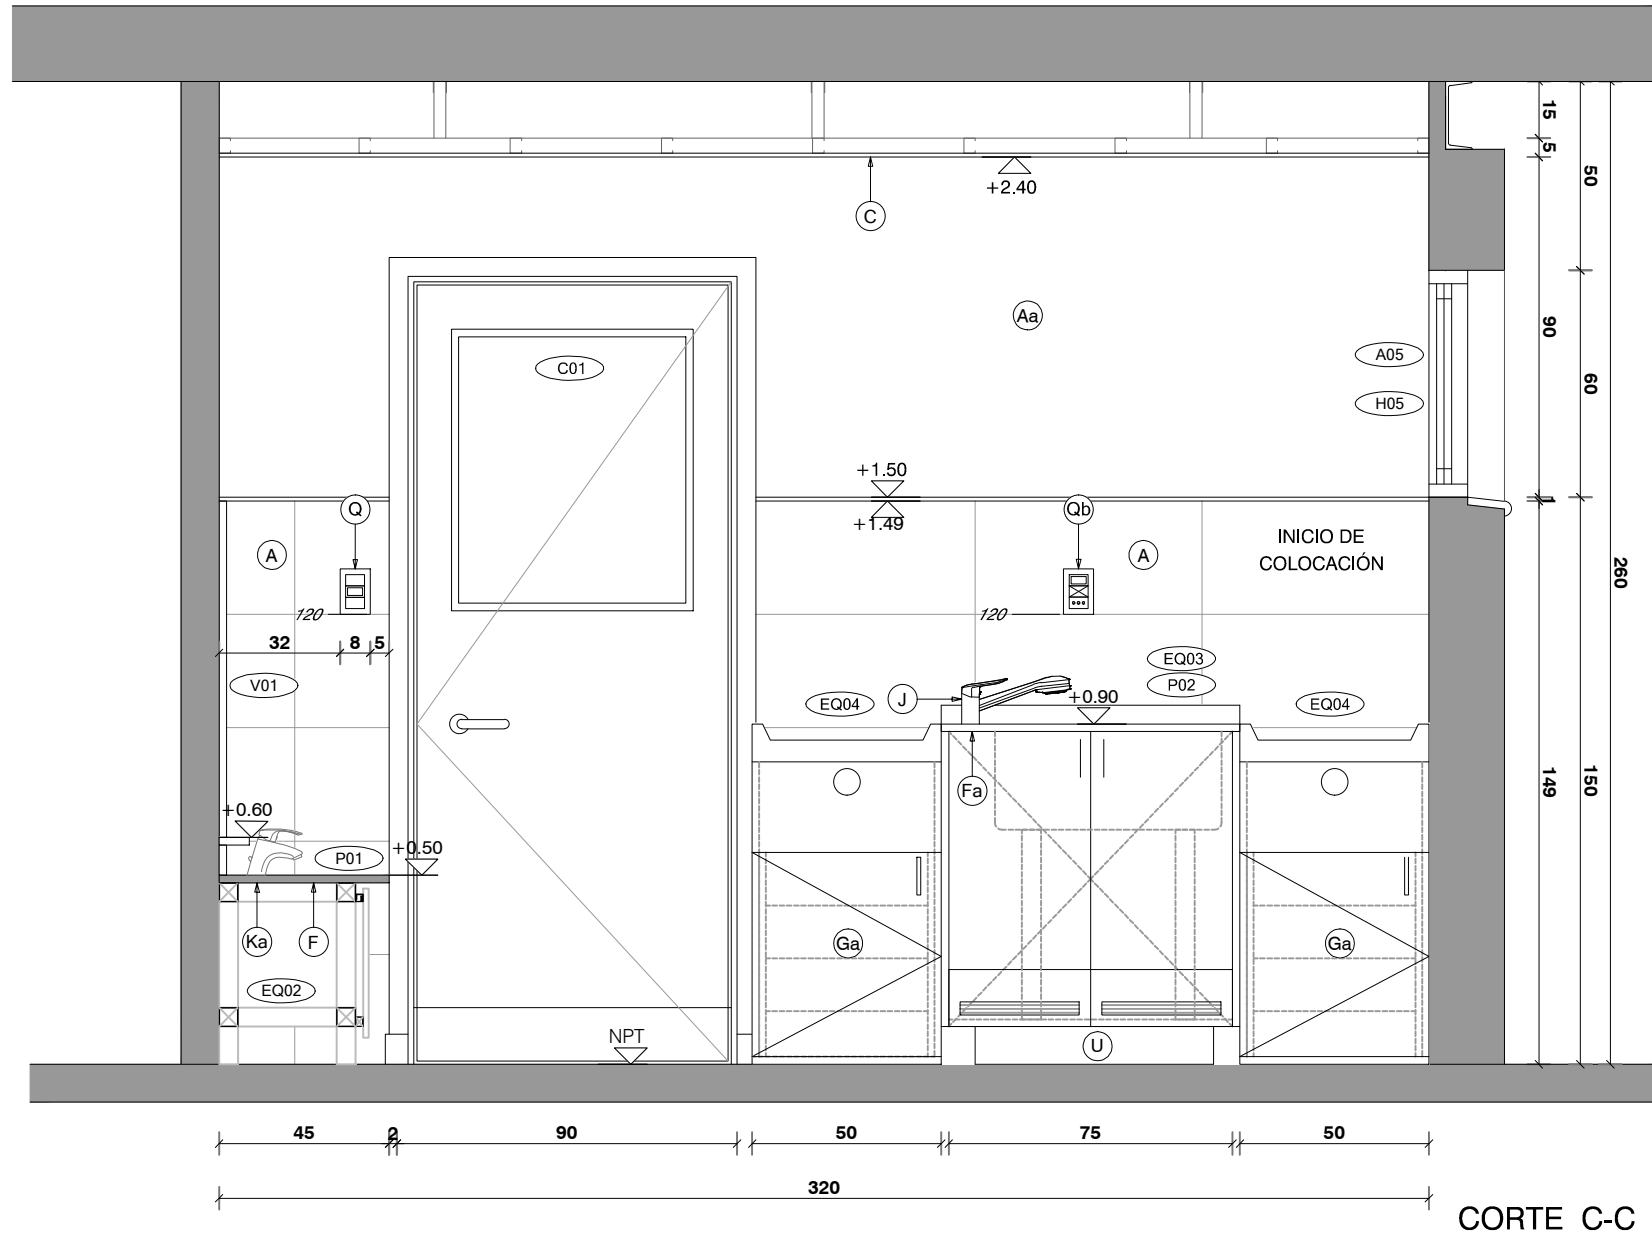 15
5
50
+2.40
C
Aa
90
C01
A05
H05
60
+1.50
+1.49
1
Q
Qb
A
A
INICIO DE
COLOCACIÓN
260
120
120
32
8
5
V01
EQ03
P02
EQ04
J
+0.90
EQ04
149
150
Fa
+0.60
P01
+0.50
Ka
F
Ga
Ga
EQ02
NPT
U
45
2
90
50
75
50
320
CORTE C-C